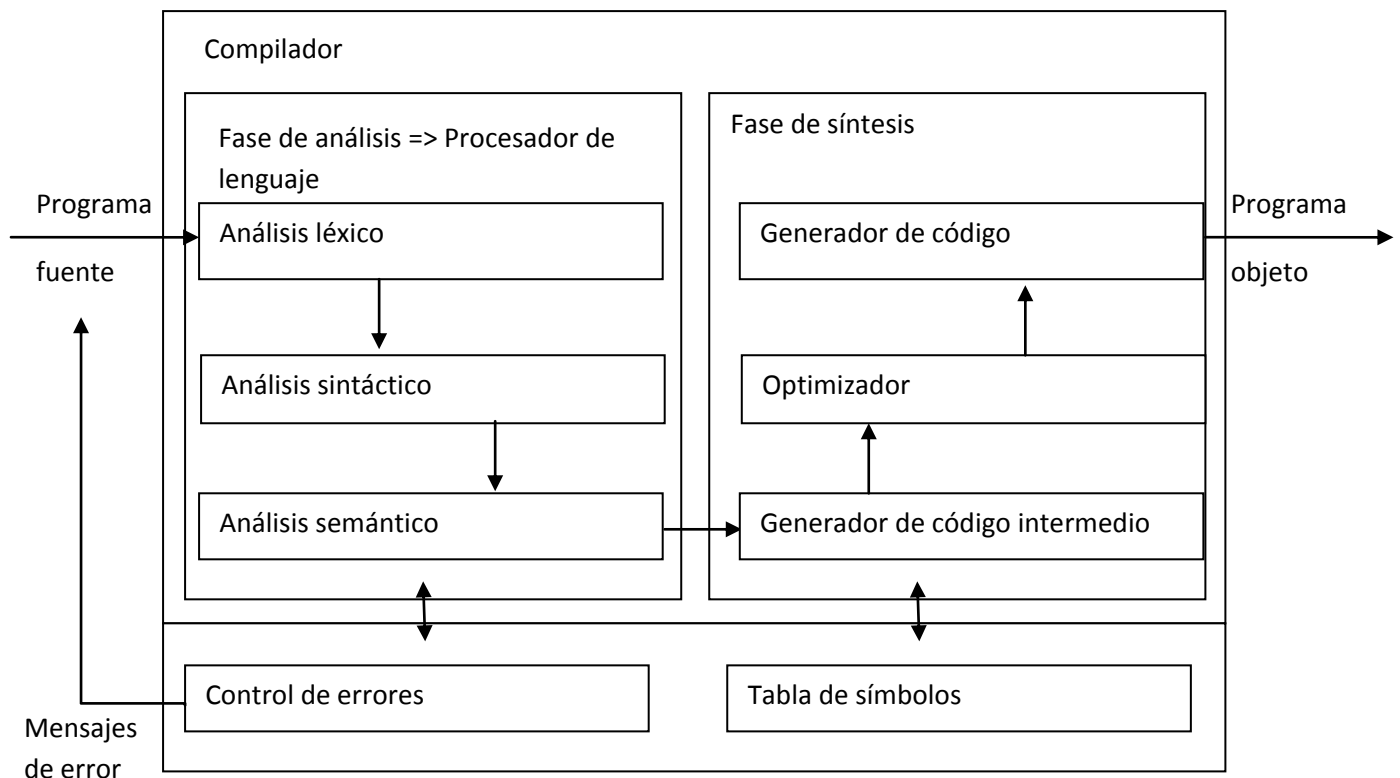 Compilador
Fase de análisis => Procesador de
lenguaje
Fase de síntesis
Programa
fuente
Análisis léxico
Generador de código
Programa
objeto
Análisis sintáctico
Optimizador
Análisis semántico
Generador de código intermedio
Control de errores
Tabla de símbolos
Mensajes
de error